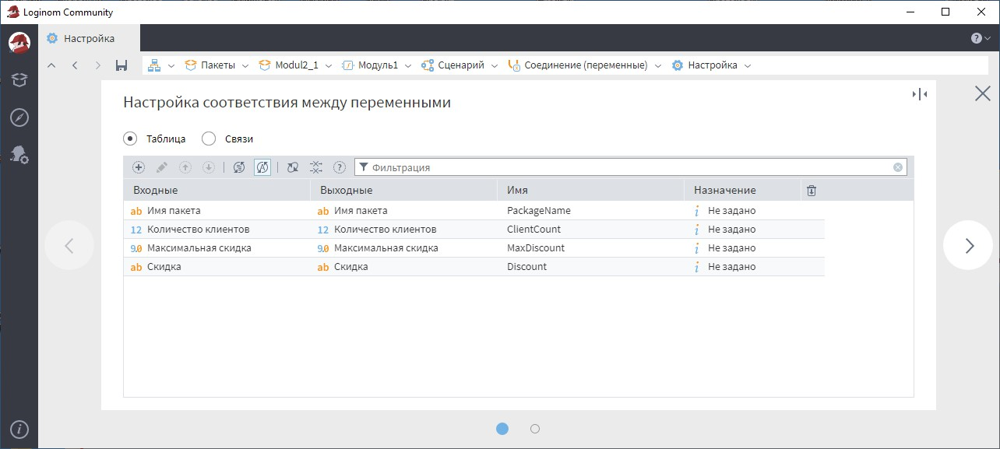 Loginom Community
Настройка
Пакеты Modul2_1 Модуль1 Сценарий Соединение (переменные) Настройка
Настройка соответствия между переменными
Таблица Связи
Фильтрация
Входные Выходные Имя Назначение
ab Имя пакета ab Имя пакета PackageName i Не задано
12 Количество клиентов 12 Количество клиентов ClientCount i Не задано
9.0 Максимальная скидка 9.0 Максимальная скидка MaxDiscount i Не задано
ab Скидка ab Скидка Discount i Не задано